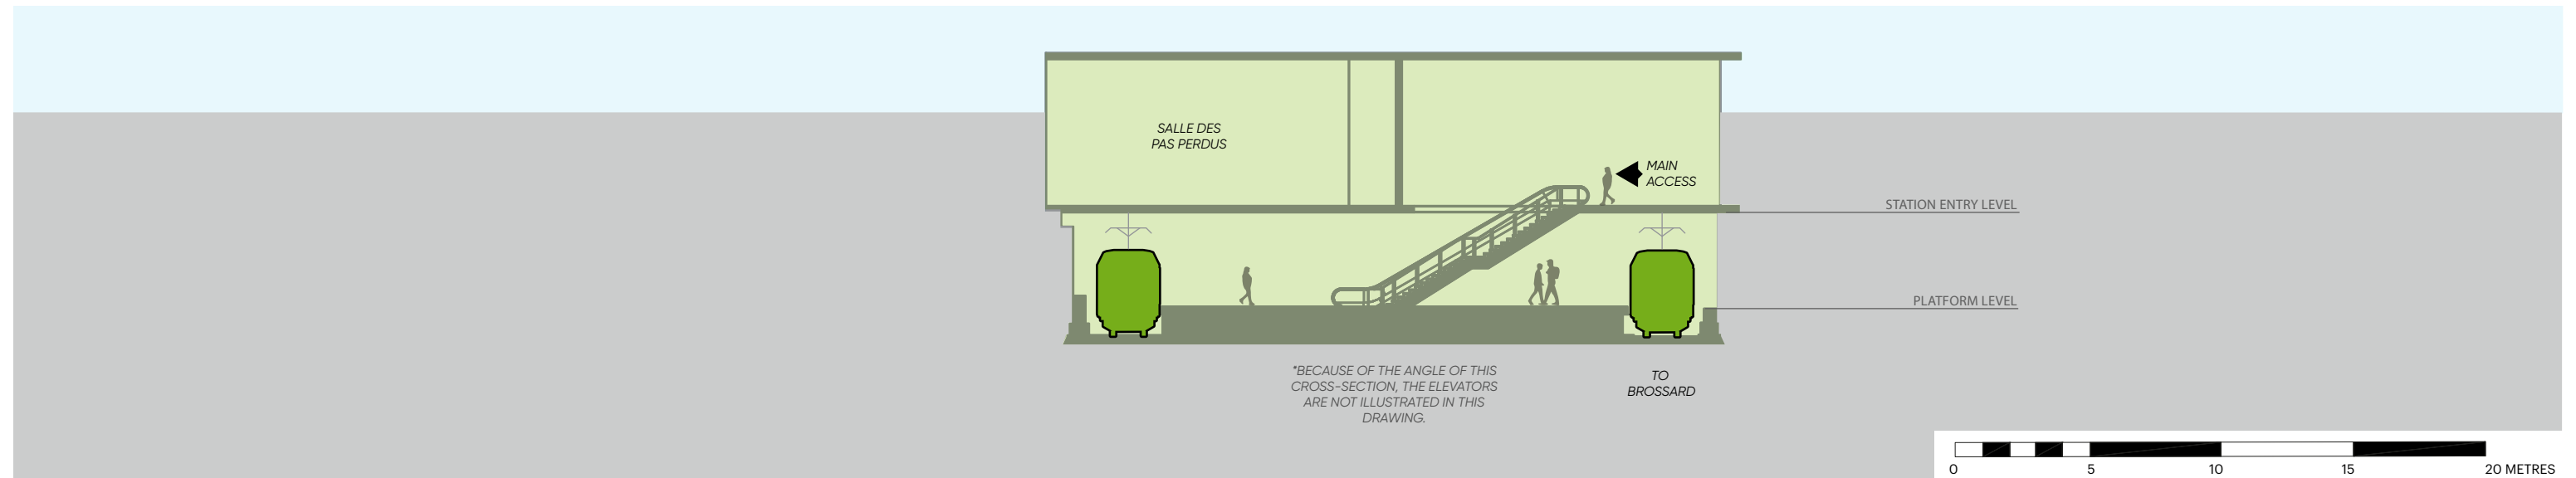 SALLE DES
PAS PERDUS
MAIN
ACCESS
STATION ENTRY LEVEL
PLATFORM LEVEL
*BECAUSE OF THE ANGLE OF THIS
CROSS-SECTION, THE ELEVATORS
ARE NOT ILLUSTRATED IN THIS
DRAWING.
TO
BROSSARD
0 5 10 15 20 METRES